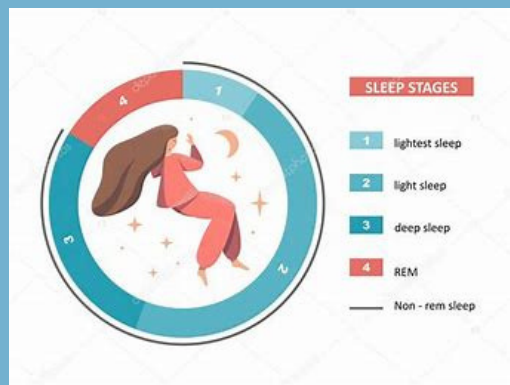 SLEEP STAGES
1 lightest sleep
2 light sleep
3 deep sleep
4 REM
Non - rem sleep
4
1
3
2